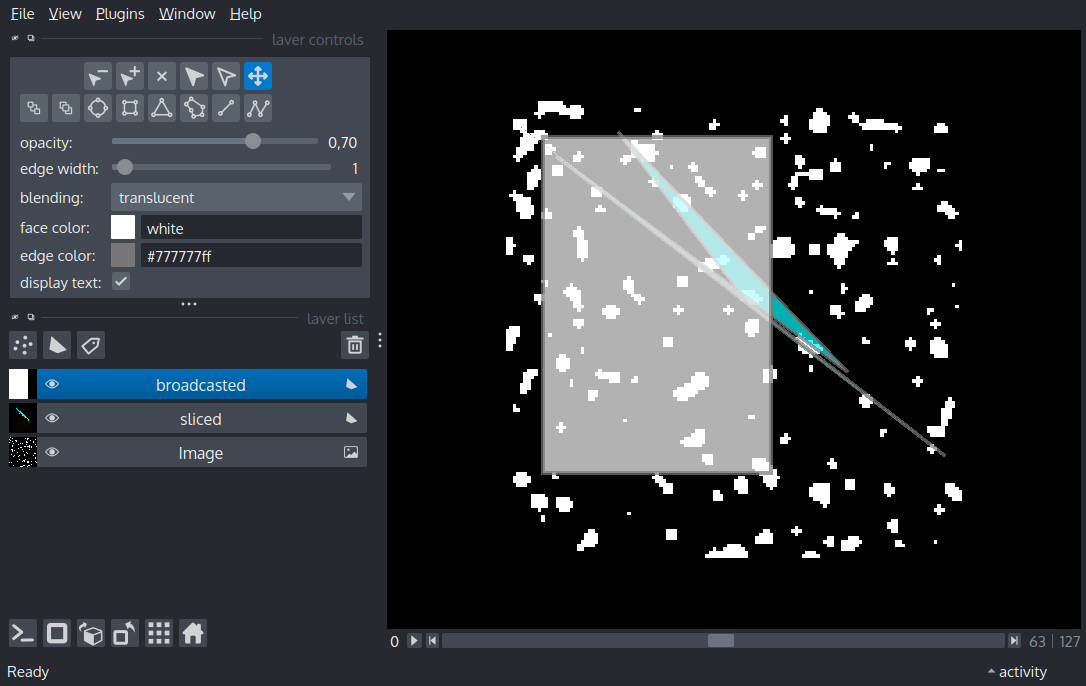 File View Plugins Window Help
layer controls
opacity: 0,70
edge width: 1
blending: translucent
face color: white
edge color: #777777ff
display text:
layer list
broadcasted
sliced
Image
0 63 127
Ready activity